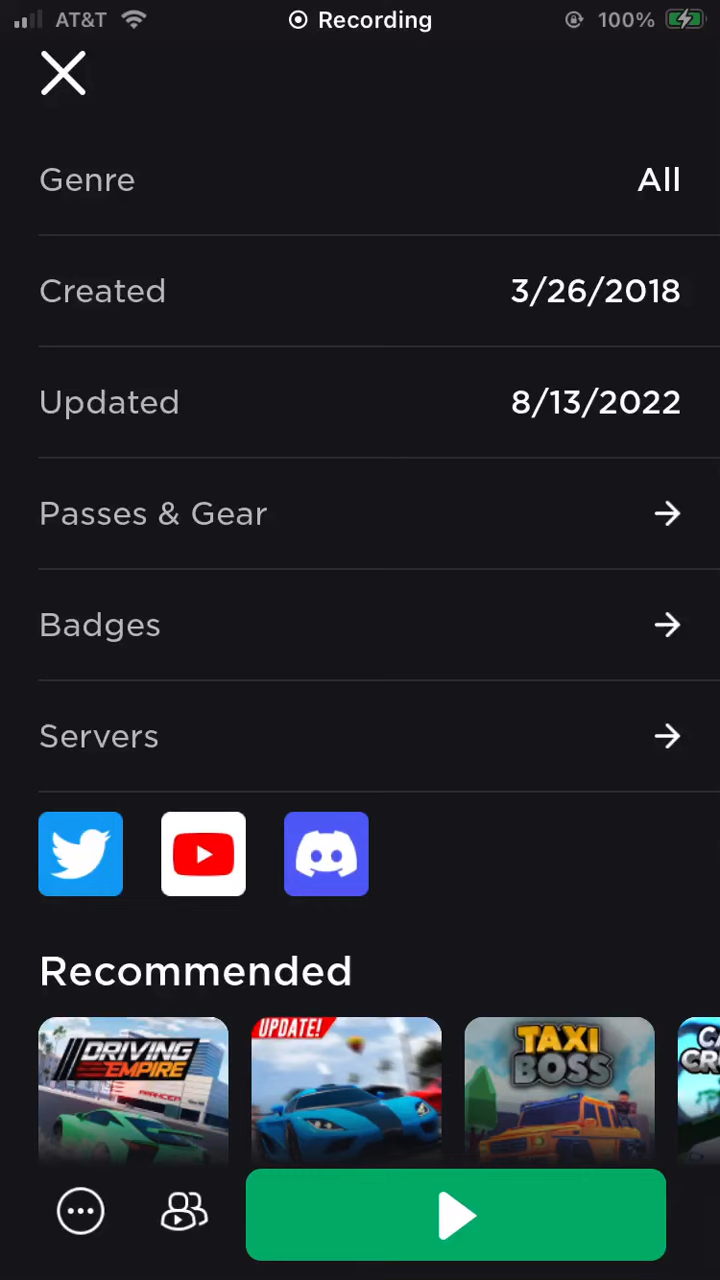 AT&T Recording 100%
Genre All
Created 3/26/2018
Updated 8/13/2022
Passes & Gear
Badges
Servers
Recommended
DRIVING
EMPIRE
UPDATE!
TAXI
BOSS